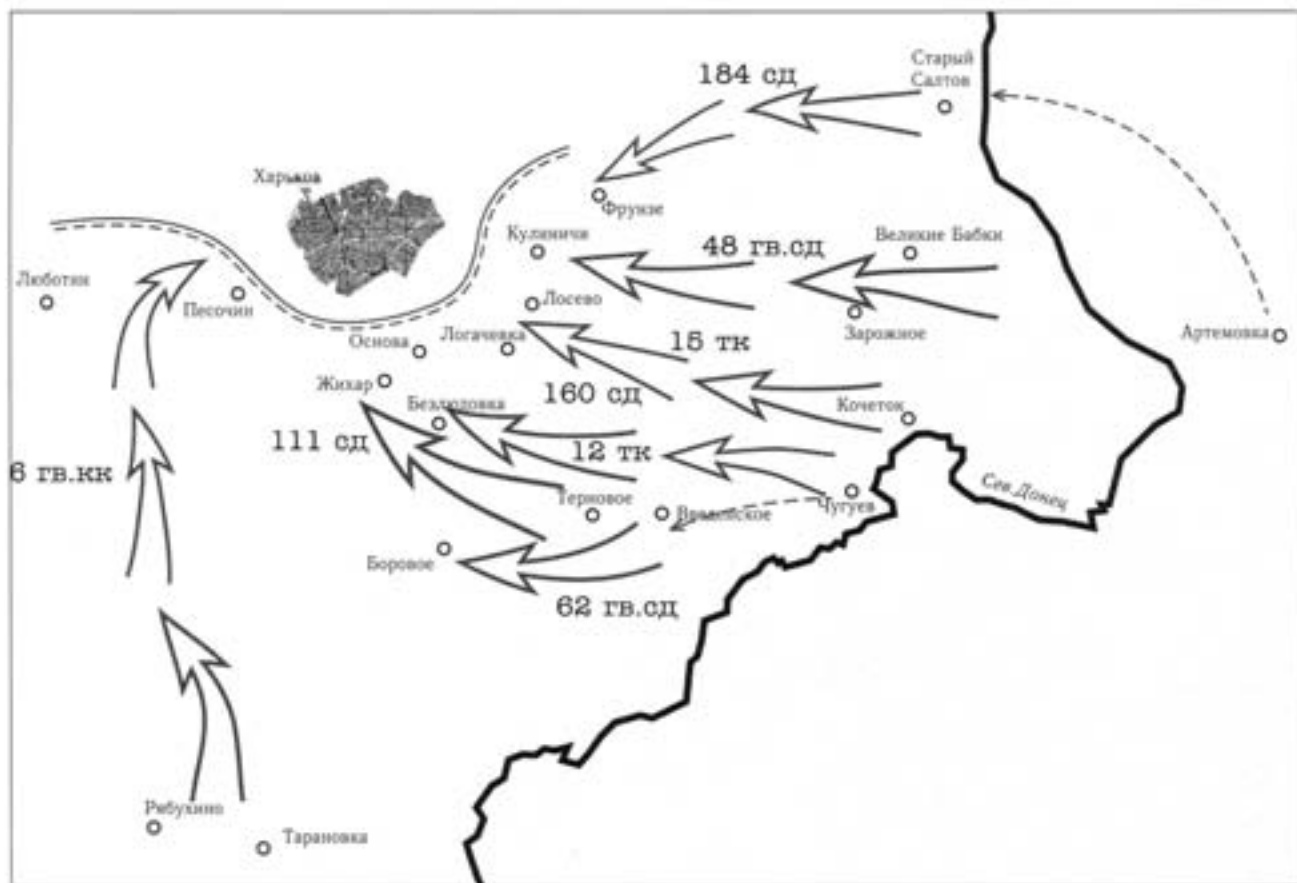 Старый
Салтов
184 сд
Харьков
Фрунзе
Куликичи
48 гв.сд
Великие Бабки
Люботин
Песочин
Лосево
Зарожное
Артемовка
Основа
Логачевка
15 тк
Жихар
160 сд
Кочеток
Безлюдовка
111 сд
12 тк
6 гв.кк
Сев.Донец
Терновое
Чугуев
Боровое
62 гв.сд
Рябухино
Тарановка